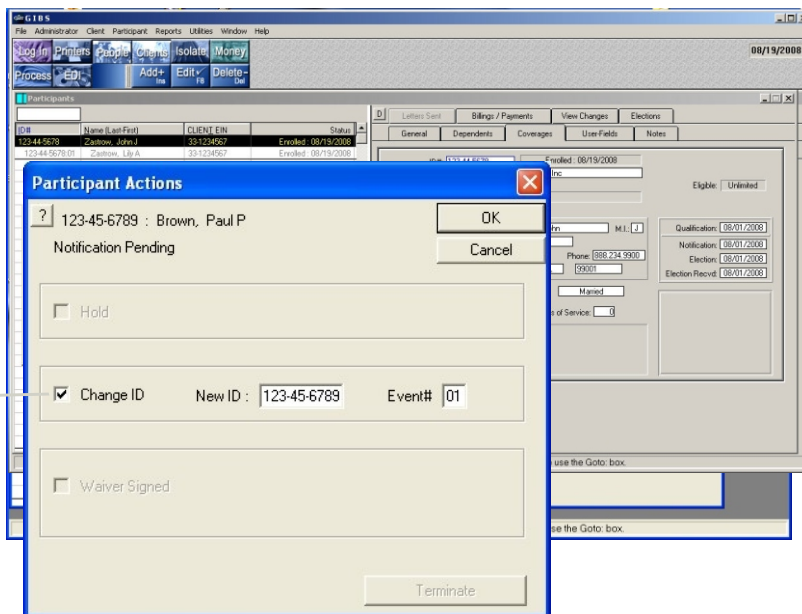 GIBS
File Administrator Client Participant Reports Utilities Window Help
Log-In Printers People Clients Isolate Money
08/19/2008
Process EDI Add+ Ins Edit F8 Delete- Del
Participants
D Letters Sent Billings / Payments View Changes Elections
General Dependents Coverages User-Fields Notes
ID# Name (Last-First) CLIENT EIN Status
123-44-5678 Zastrow, John J 33-1234567 Enrolled : 08/19/2008
123-44-5678:01 Zastrow, Lily A 33-1234567 Enrolled : 08/19/2008
Enrolled : 08/19/2008
Inc
Eligible: Unlimited
M.I.: J
Qualification: 08/01/2008
Notification: 08/01/2008
Phone: 888.234.9900
Election: 08/01/2008
99001
Election Recvd: 08/01/2008
Married
s of Service: 0
use the Goto: box.
se the Goto: box.
Participant Actions
? 123-45-6789 : Brown, Paul P
OK
Notification Pending
Cancel
Hold
Change ID New ID : 123-45-6789 Event# 01
Waiver Signed
Terminate